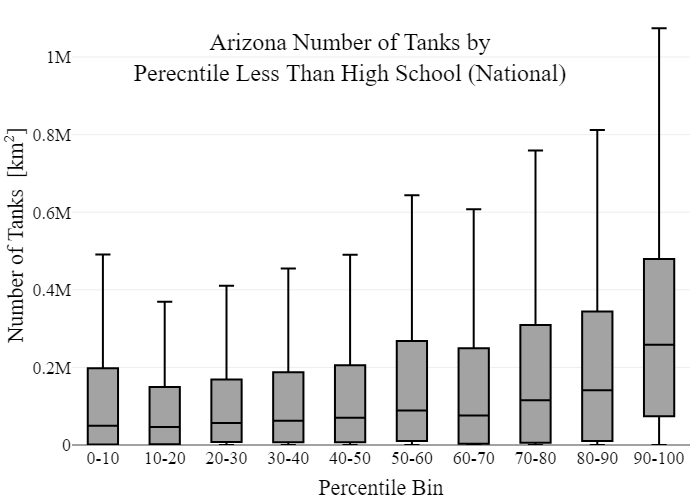 Arizona Number of Tanks by
Perecntile Less Than High School (National)
Number of Tanks [km²]
1M
0.8M
0.6M
0.4M
0.2M
0
0-10 10-20 20-30 30-40 40-50 50-60 60-70 70-80 80-90 90-100
Percentile Bin